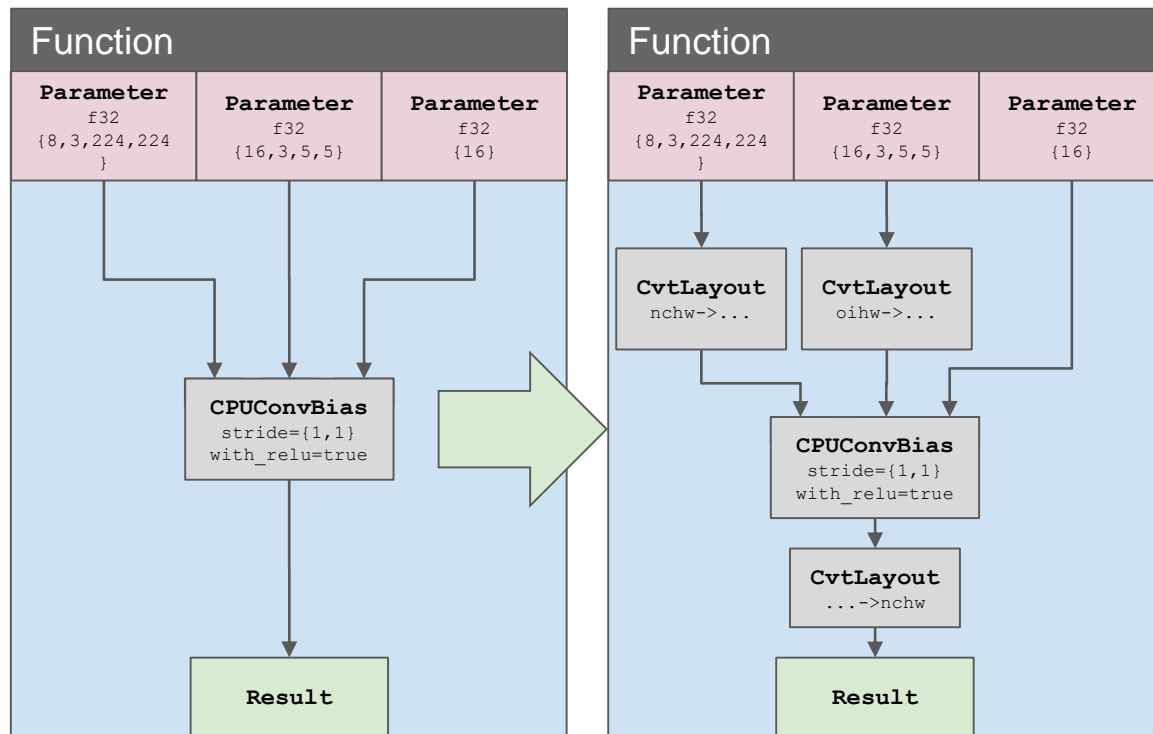 Function
Parameter
f32
{8,3,224,224
}
Parameter
f32
{16,3,5,5}
Parameter
f32
{16}
CPUConvBias
stride={1,1}
with_relu=true
Result
Function
Parameter
f32
{8,3,224,224
}
Parameter
f32
{16,3,5,5}
Parameter
f32
{16}
CvtLayout
nchw->...
CvtLayout
oihw->...
CPUConvBias
stride={1,1}
with_relu=true
CvtLayout
...->nchw
Result